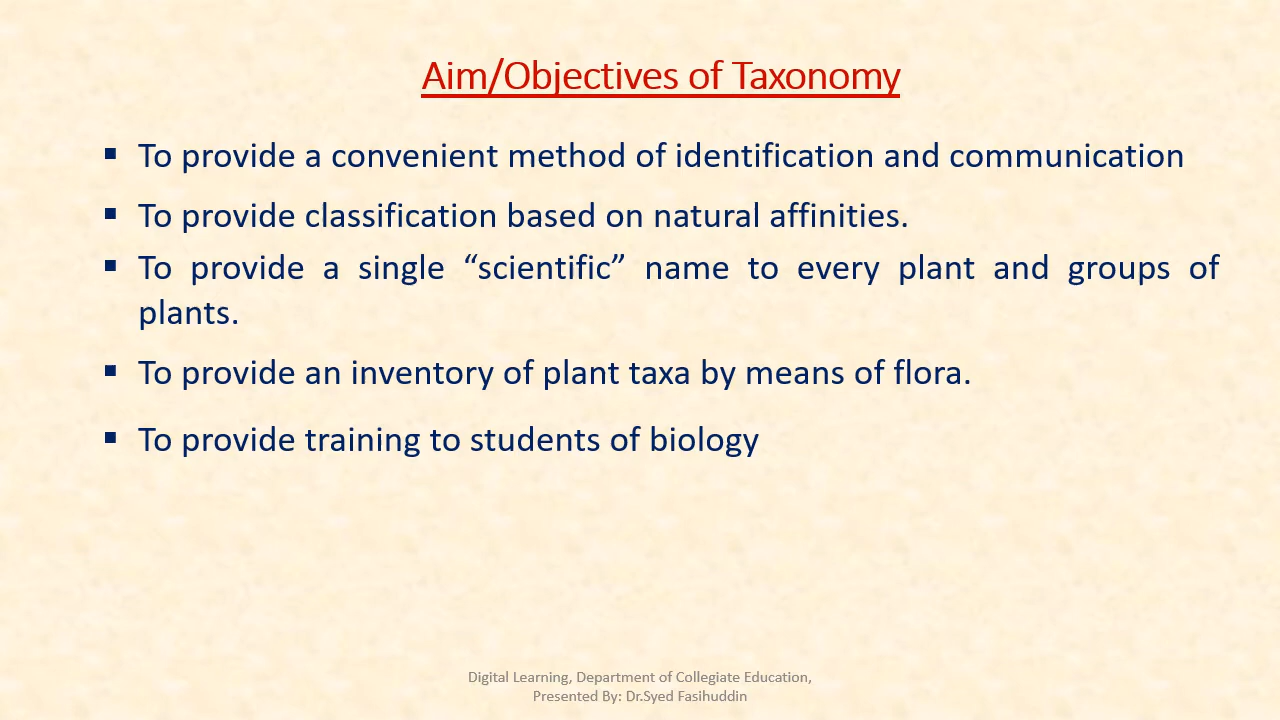 Aim/Objectives of Taxonomy
▪ To provide a convenient method of identification and communication
▪ To provide classification based on natural affinities.
▪ To provide a single “scientific” name to every plant and groups of
plants.
▪ To provide an inventory of plant taxa by means of flora.
▪ To provide training to students of biology
Digital Learning, Department of Collegiate Education,
Presented By: Dr.Syed Fasihuddin